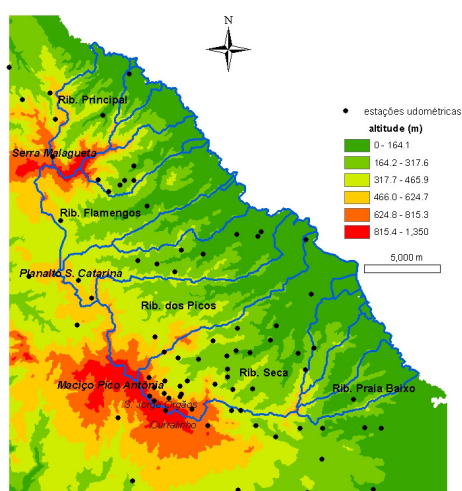 N
estações udométricas
altitude (m)
0 - 164.1
164.2 - 317.6
317.7 - 465.9
466.0 - 624.7
624.8 - 815.3
815.4 - 1,350
5,000 m
Rib. Principal
Serra Malagueta
Rib. Flamengos
Planalto S. Catarina
Rib. dos Picos
Rib. Seca
Maciço Pico Antónia
Rib. Praia Baixo
S. Jorge Orgãos
Curralinho